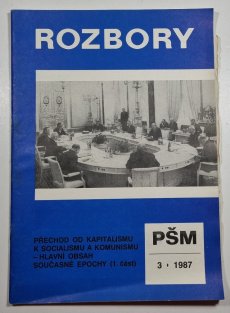 ROZBORY
PŘECHOD OD KAPITALISMU
K SOCIALISMU A KOMUNISMU
– HLAVNÍ OBSAH
SOUČASNÉ EPOCHY (1. část)
PŠM
3 • 1987